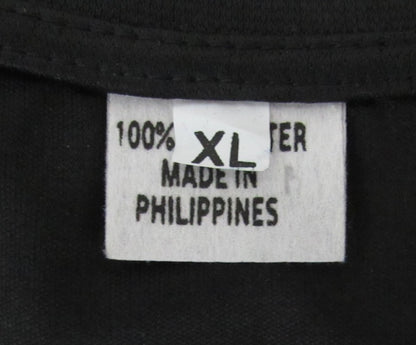 100% TER
XL
MADE IN
PHILIPPINES